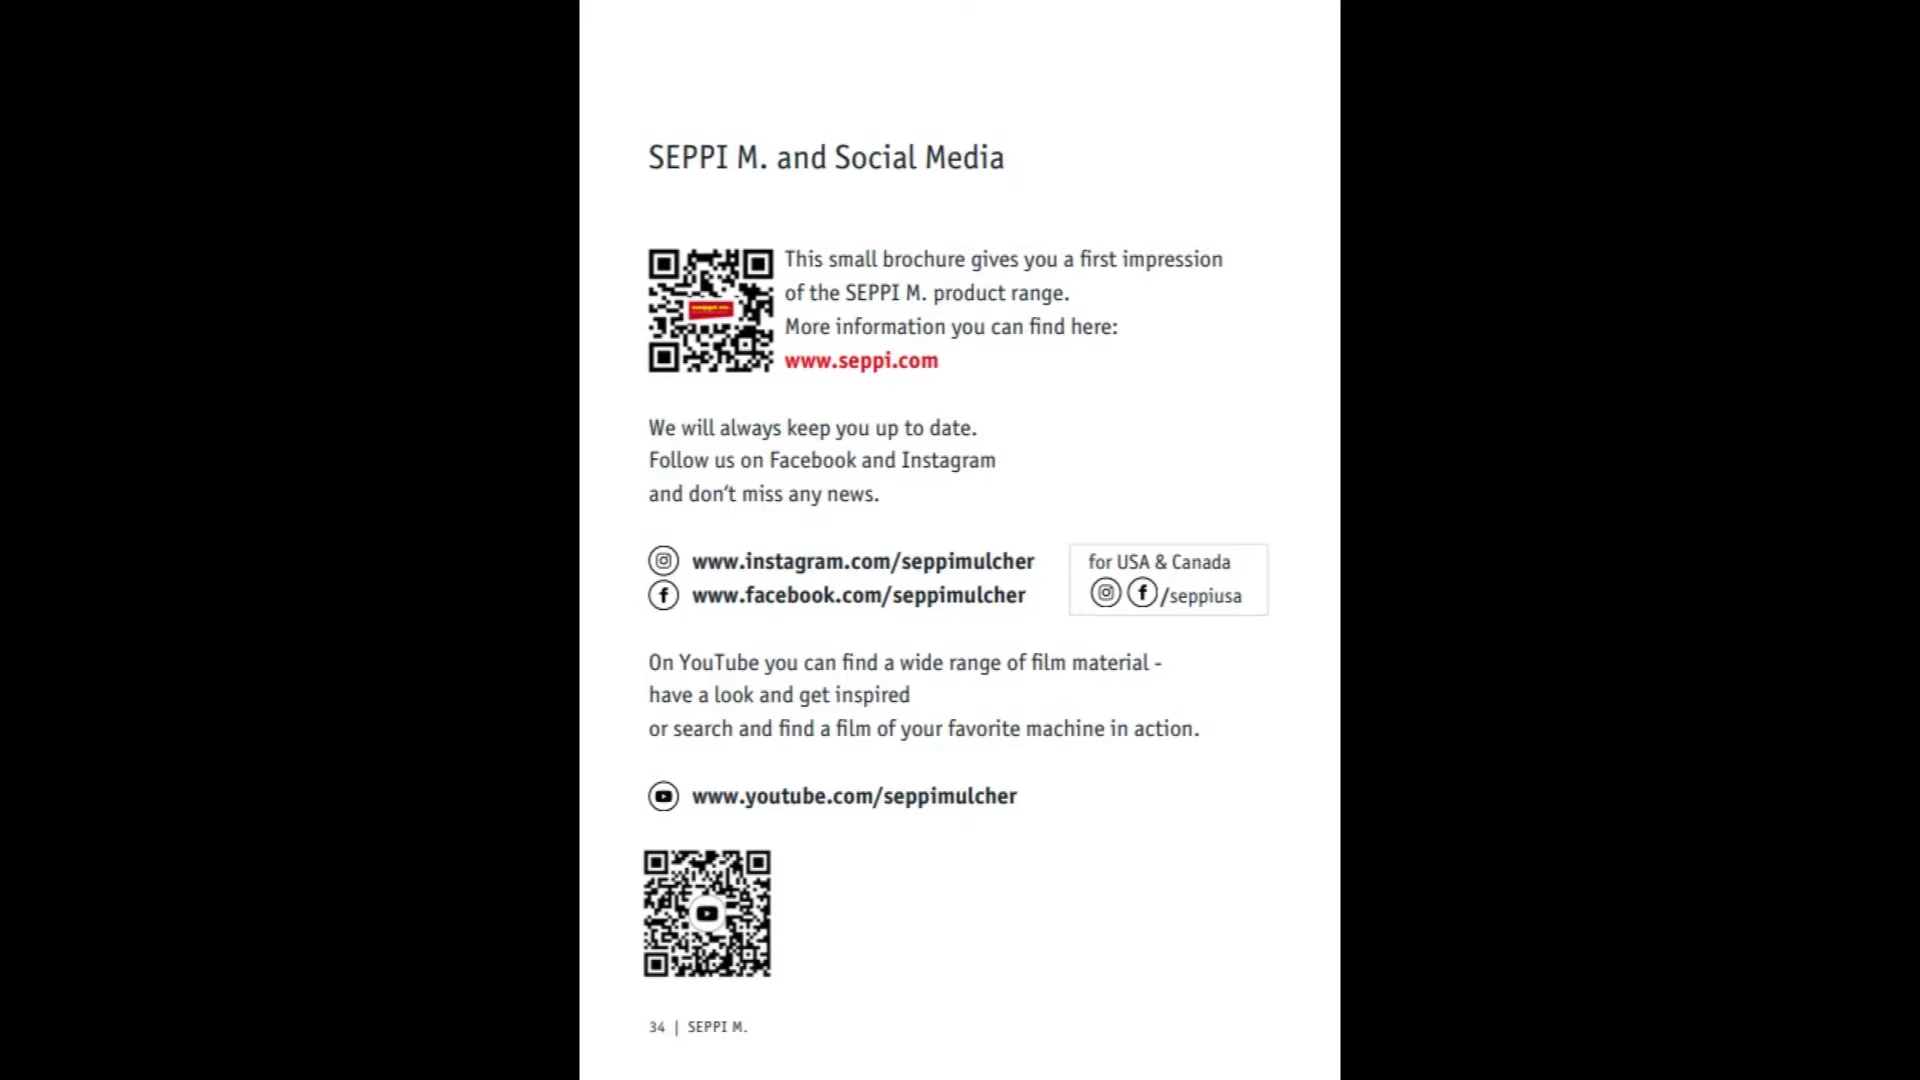 SEPPI M. and Social Media
This small brochure gives you a first impression
of the SEPPI M. product range.
More information you can find here:
www.seppi.com
We will always keep you up to date.
Follow us on Facebook and Instagram
and don't miss any news.
www.instagram.com/seppimulcher
www.facebook.com/seppimulcher
for USA & Canada
/seppiusa
On YouTube you can find a wide range of film material -
have a look and get inspired
or search and find a film of your favorite machine in action.
www.youtube.com/seppimulcher
34 | SEPPI M.